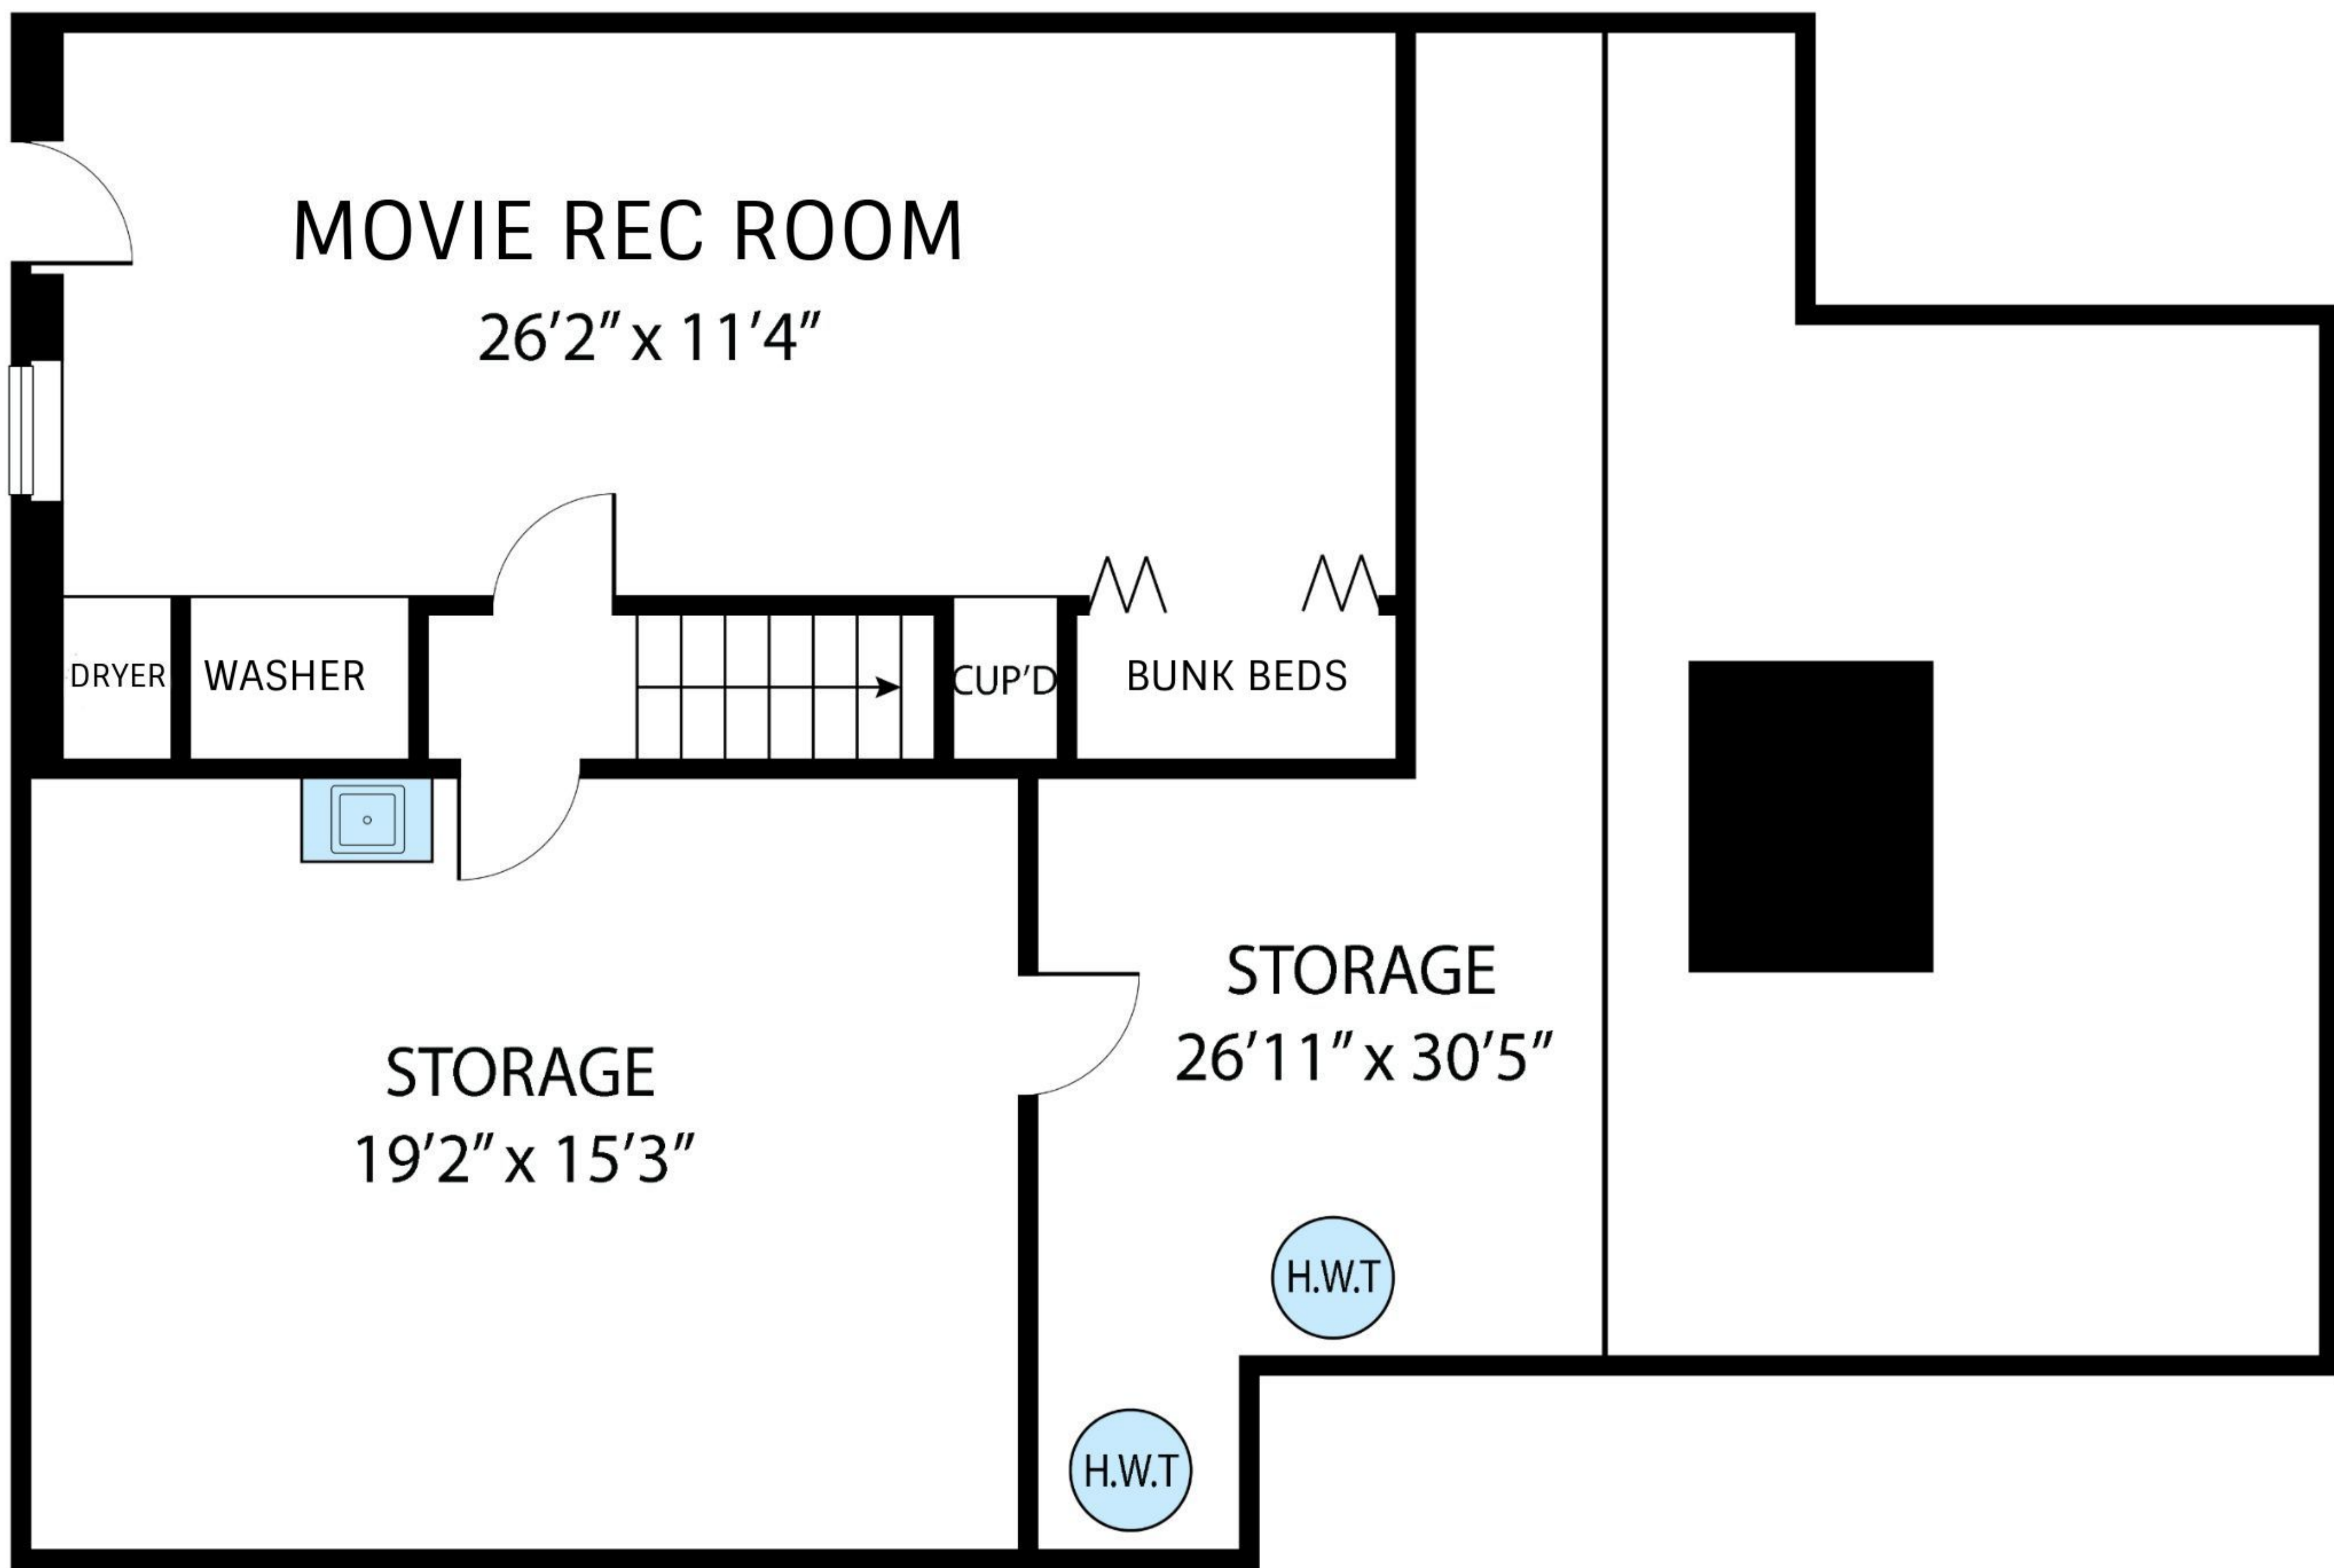 MOVIE REC ROOM
26'2" x 11'4"
DRYER
WASHER
CUP'D
BUNK BEDS
STORAGE
26'11" x 30'5"
STORAGE
19'2" x 15'3"
H.W.T
H.W.T